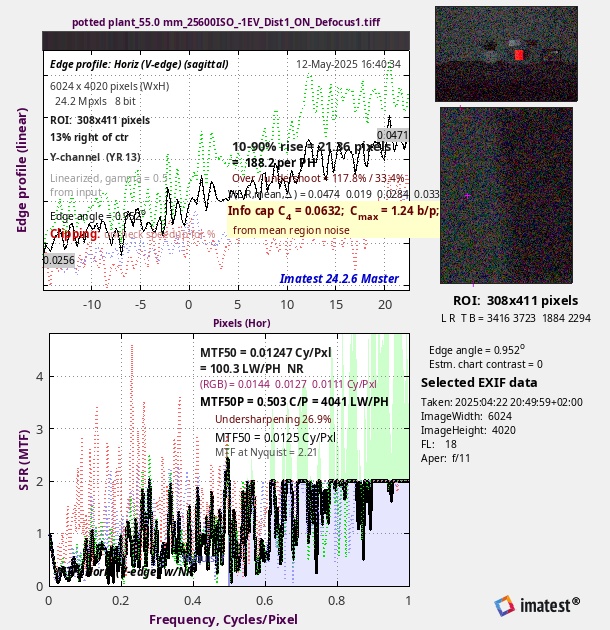 potted plant_55.0 mm_25600ISO_-1EV_Dist1_ON_Defocus1.tiff
Edge profile: Horiz (V-edge) (sagittal)
12-May-2025 16:40:34
6024 x 4020 pixels (WxH)
24.2 Mpxls   8 bit
ROI:  308x411 pixels
13% right of ctr
Y-channel  (YR 13)
Linearized, gamma = 0.5
from input
Edge angle = 0.952º
Clipping:
0.0256
0.0471
10-90% rise = 21.36 pixels
=  188.2 per PH
Over / undershoot = 117.8% / 33.4%
= 0.0474  0.019  0.0284  0.033
Info cap C4 = 0.0632;  Cmax = 1.24 b/p;
from mean region noise
Imatest 24.2.6 Master
Edge profile (linear)
-10 -5 0 5 10 15 20
Pixels (Hor)
ROI:  308x411 pixels
L R  T B = 3416 3723  1884 2294
Edge angle = 0.952º
Estm. chart contrast = 0
Selected EXIF data
Taken: 2025:04:22 20:49:59+02:00
ImageWidth:  6024
ImageHeight:  4020
FL:   18
Aper:  f/11
MTF50 = 0.01247 Cy/Pxl
= 100.3 LW/PH  NR
(RGB) = 0.0144  0.0127  0.0111 Cy/Pxl
MTF50P = 0.503 C/P = 4041 LW/PH
Undersharpening 26.9%
MTF50 = 0.0125 Cy/Pxl
MTF at Nyquist = 2.21
SFR (MTF)
4
3
2
1
0
0 0.2 0.4 0.6 0.8 1
Frequency, Cycles/Pixel
imatest®